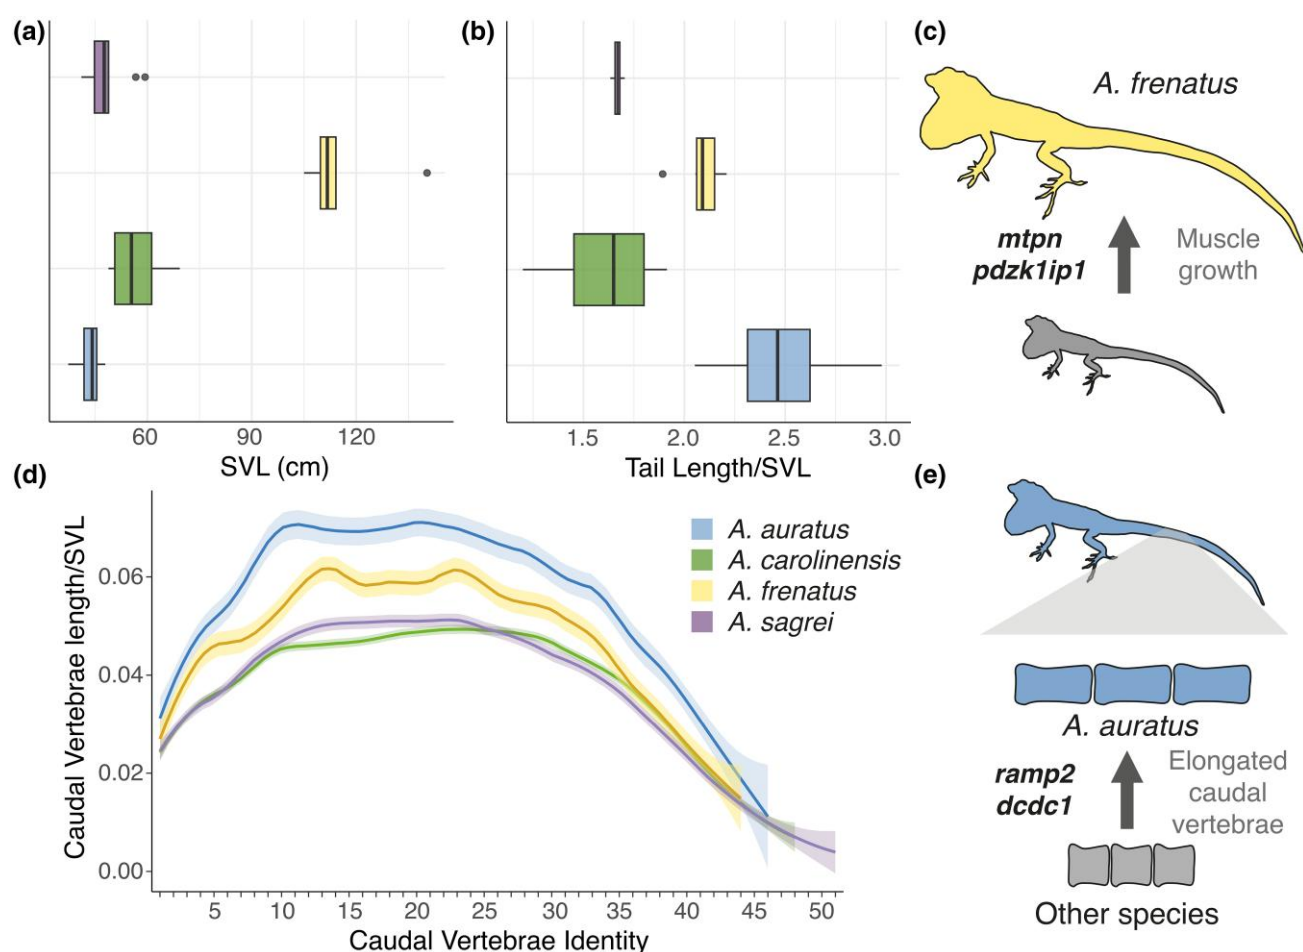 (a)
60
90
120
SVL (cm)
(b)
1.5
2.0
2.5
3.0
Tail Length/SVL
(c)
A. frenatus
mtpn
pdzk1ip1
Muscle
growth
(d)
Caudal Vertebrae length/SVL
0.06
0.04
0.02
0.00
A. auratus
A. carolinensis
A. frenatus
A. sagrei
5
10
15
20
25
30
35
40
45
50
Caudal Vertebrae Identity
(e)
A. auratus
ramp2
dcdc1
Elongated
caudal
vertebrae
Other species